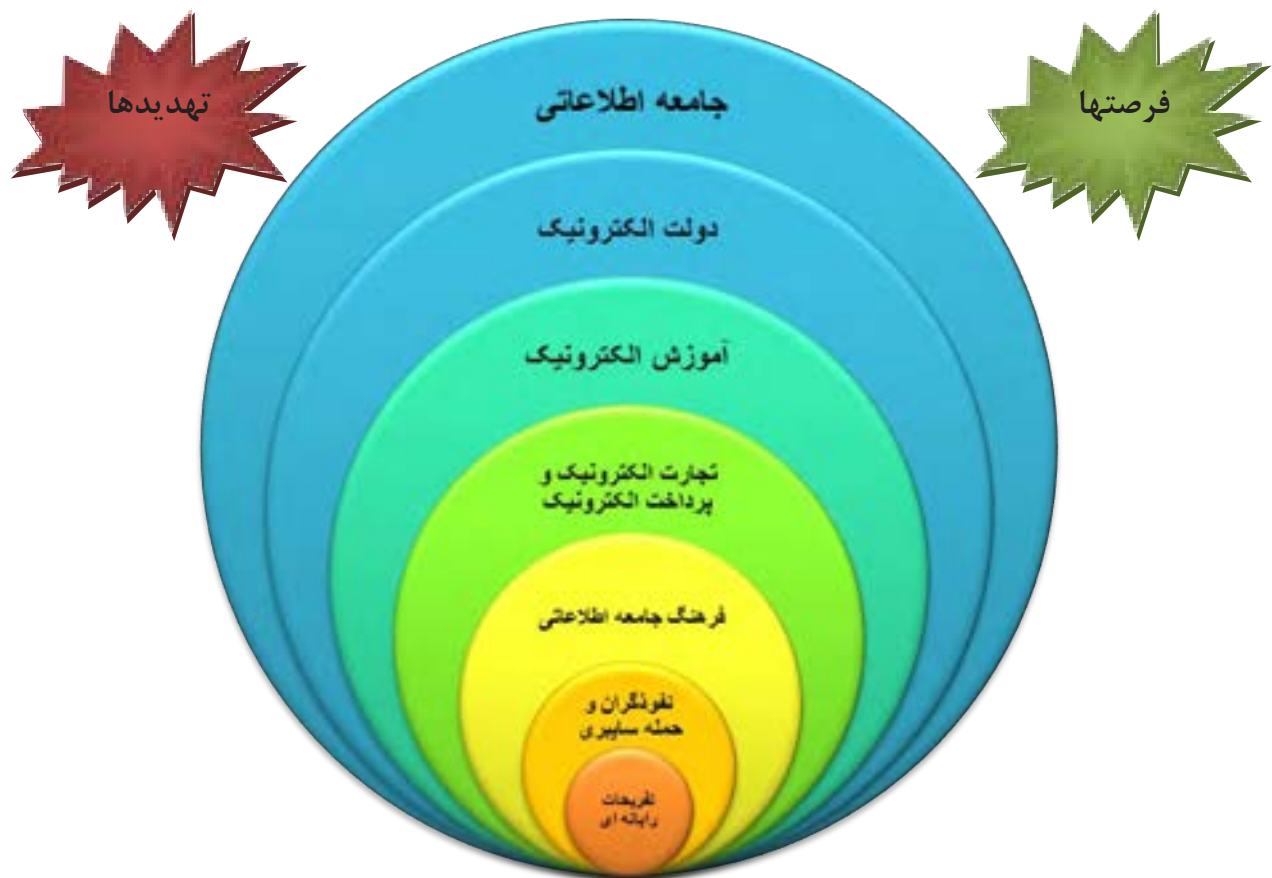 فرصتها
تهدیدها
جامعه اطلاعاتی
دولت الکترونیک
آموزش الکترونیک
تجارت الکترونیک و
پرداخت الکترونیک
فرهنگ جامعه اطلاعاتی
نفوذگران و
حمله سایبری
تفریحات
رایانه ای